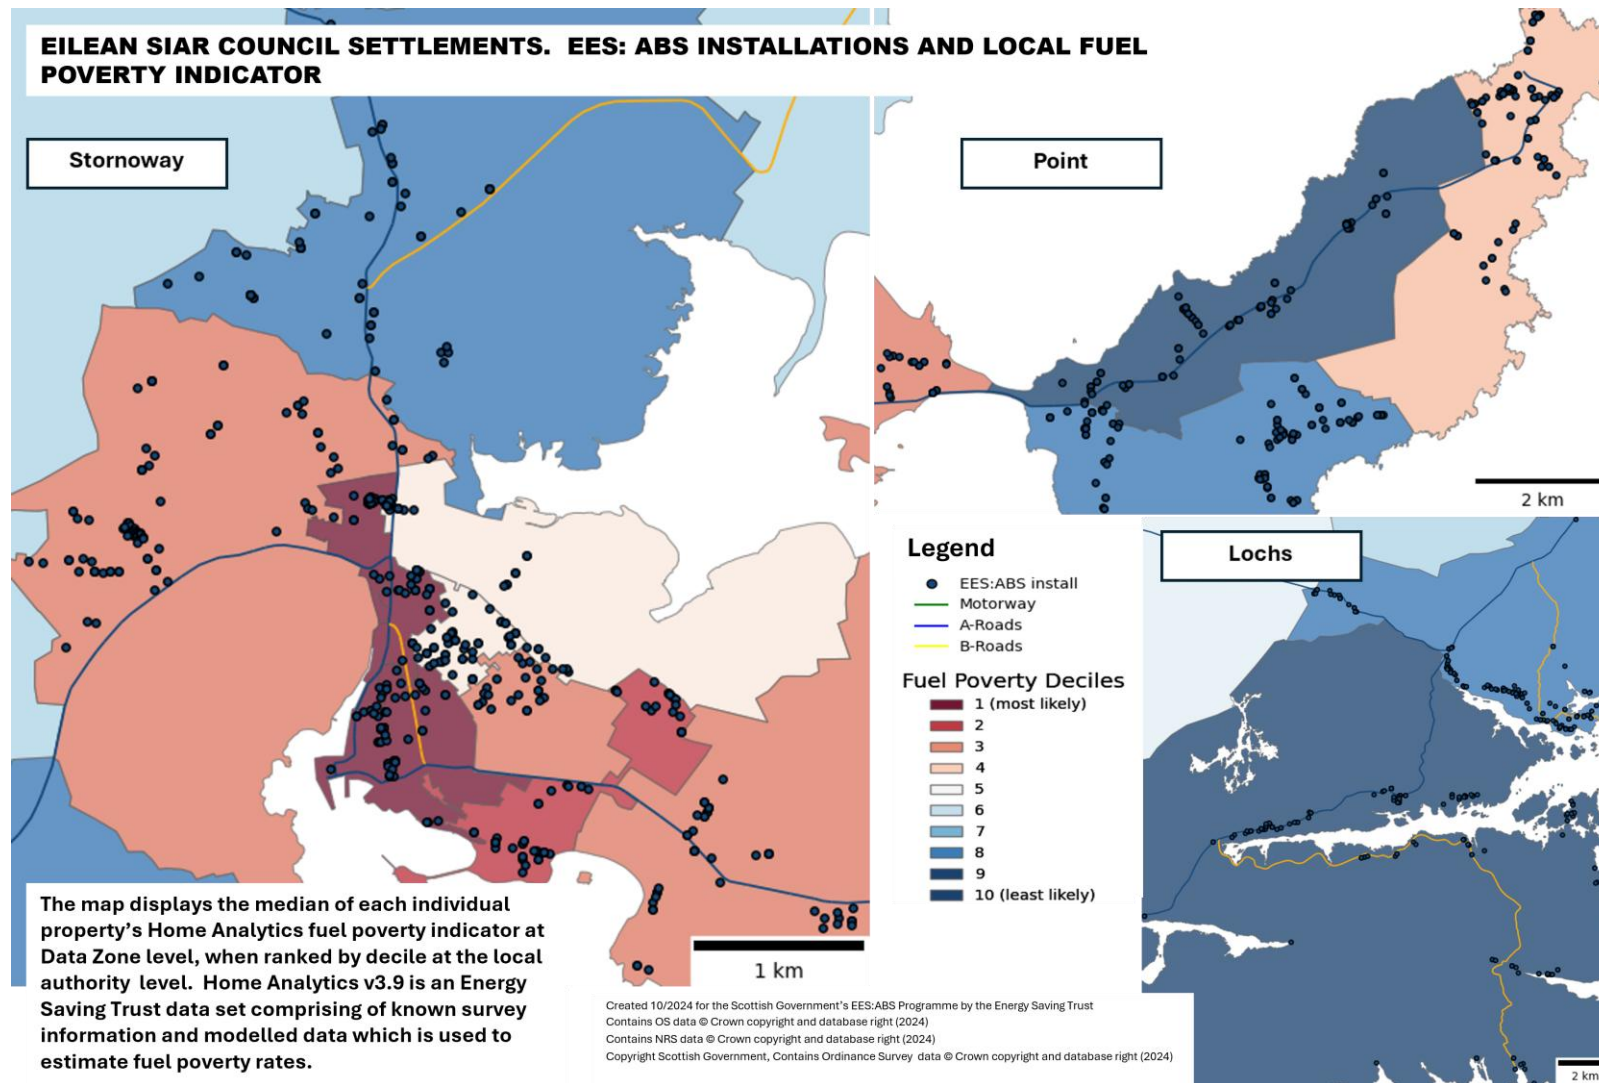 EILEAN SIAR COUNCIL SETTLEMENTS.  EES: ABS INSTALLATIONS AND LOCAL FUEL
POVERTY INDICATOR
Stornoway
Point
2 km
Legend
EES:ABS install
Motorway
A-Roads
B-Roads
Fuel Poverty Deciles
1 (most likely)
2
3
4
5
6
7
8
9
10 (least likely)
Lochs
2 km
1 km
The map displays the median of each individual
property’s Home Analytics fuel poverty indicator at
Data Zone level, when ranked by decile at the local
authority  level.  Home Analytics v3.9 is an Energy
Saving Trust data set comprising of known survey
information and modelled data which is used to
estimate fuel poverty rates.
Created 10/2024 for the Scottish Government’s EES:ABS Programme by the Energy Saving Trust
Contains OS data © Crown copyright and database right (2024)
Contains NRS data © Crown copyright and database right (2024)
Copyright Scottish Government, Contains Ordinance Survey  data © Crown copyright and database right (2024)